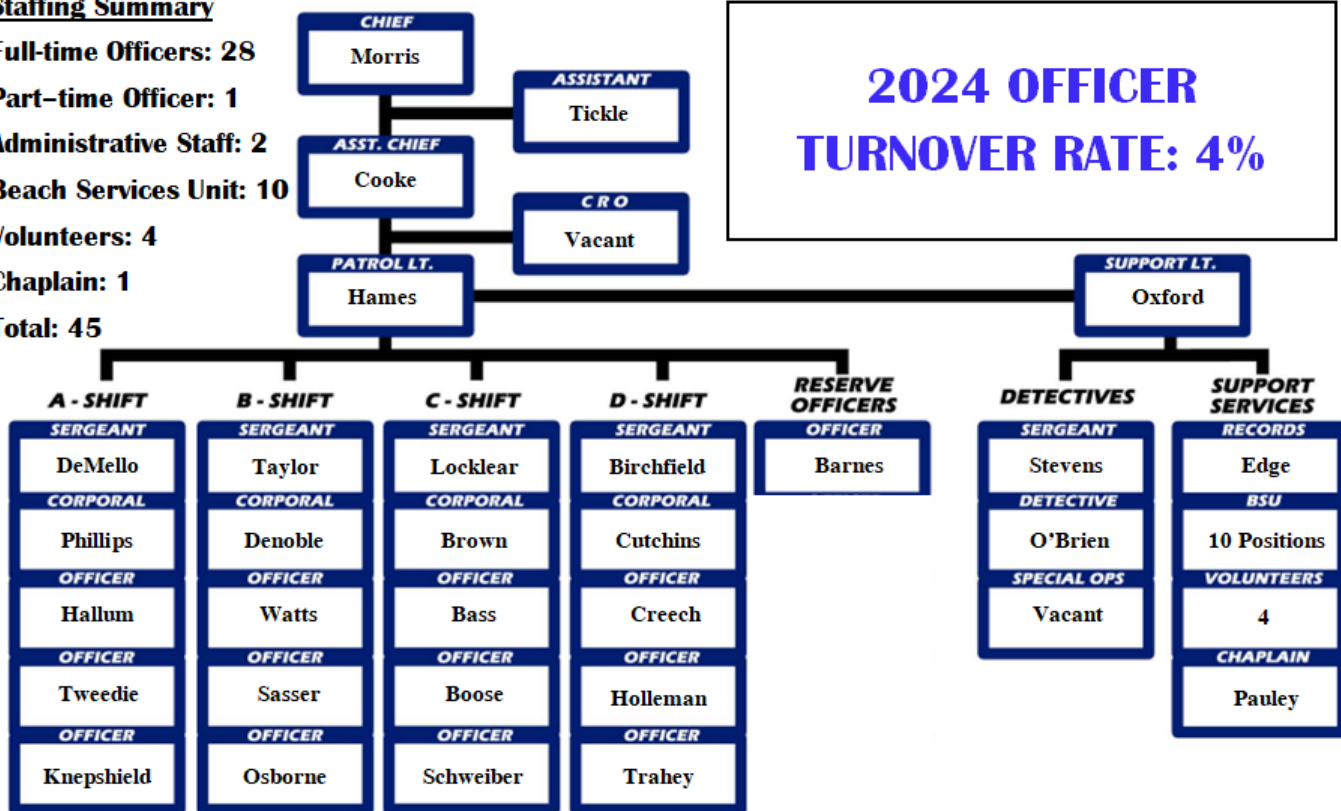 Staffing Summary
Full-time Officers: 28
Part-time Officer: 1
Administrative Staff: 2
Beach Services Unit: 10
Volunteers: 4
Chaplain: 1
Total: 45
CHIEF
Morris
ASSISTANT
Tickle
ASST. CHIEF
Cooke
C R O
Vacant
PATROL LT.
Hames
2024 OFFICER
TURNOVER RATE: 4%
SUPPORT LT.
Oxford
A - SHIFT
SERGEANT
DeMello
CORPORAL
Phillips
OFFICER
Hallum
OFFICER
Tweedie
OFFICER
Knepshield
B - SHIFT
SERGEANT
Taylor
CORPORAL
Denoble
OFFICER
Watts
OFFICER
Sasser
OFFICER
Osborne
C - SHIFT
SERGEANT
Locklear
CORPORAL
Brown
OFFICER
Bass
OFFICER
Boose
OFFICER
Schweiber
D - SHIFT
SERGEANT
Birchfield
CORPORAL
Cutchins
OFFICER
Creech
OFFICER
Holleman
OFFICER
Trahey
RESERVE
OFFICERS
OFFICER
Barnes
DETECTIVES
SERGEANT
Stevens
DETECTIVE
O'Brien
SPECIAL OPS
Vacant
SUPPORT
SERVICES
RECORDS
Edge
BSU
10 Positions
VOLUNTEERS
4
CHAPLAIN
Pauley